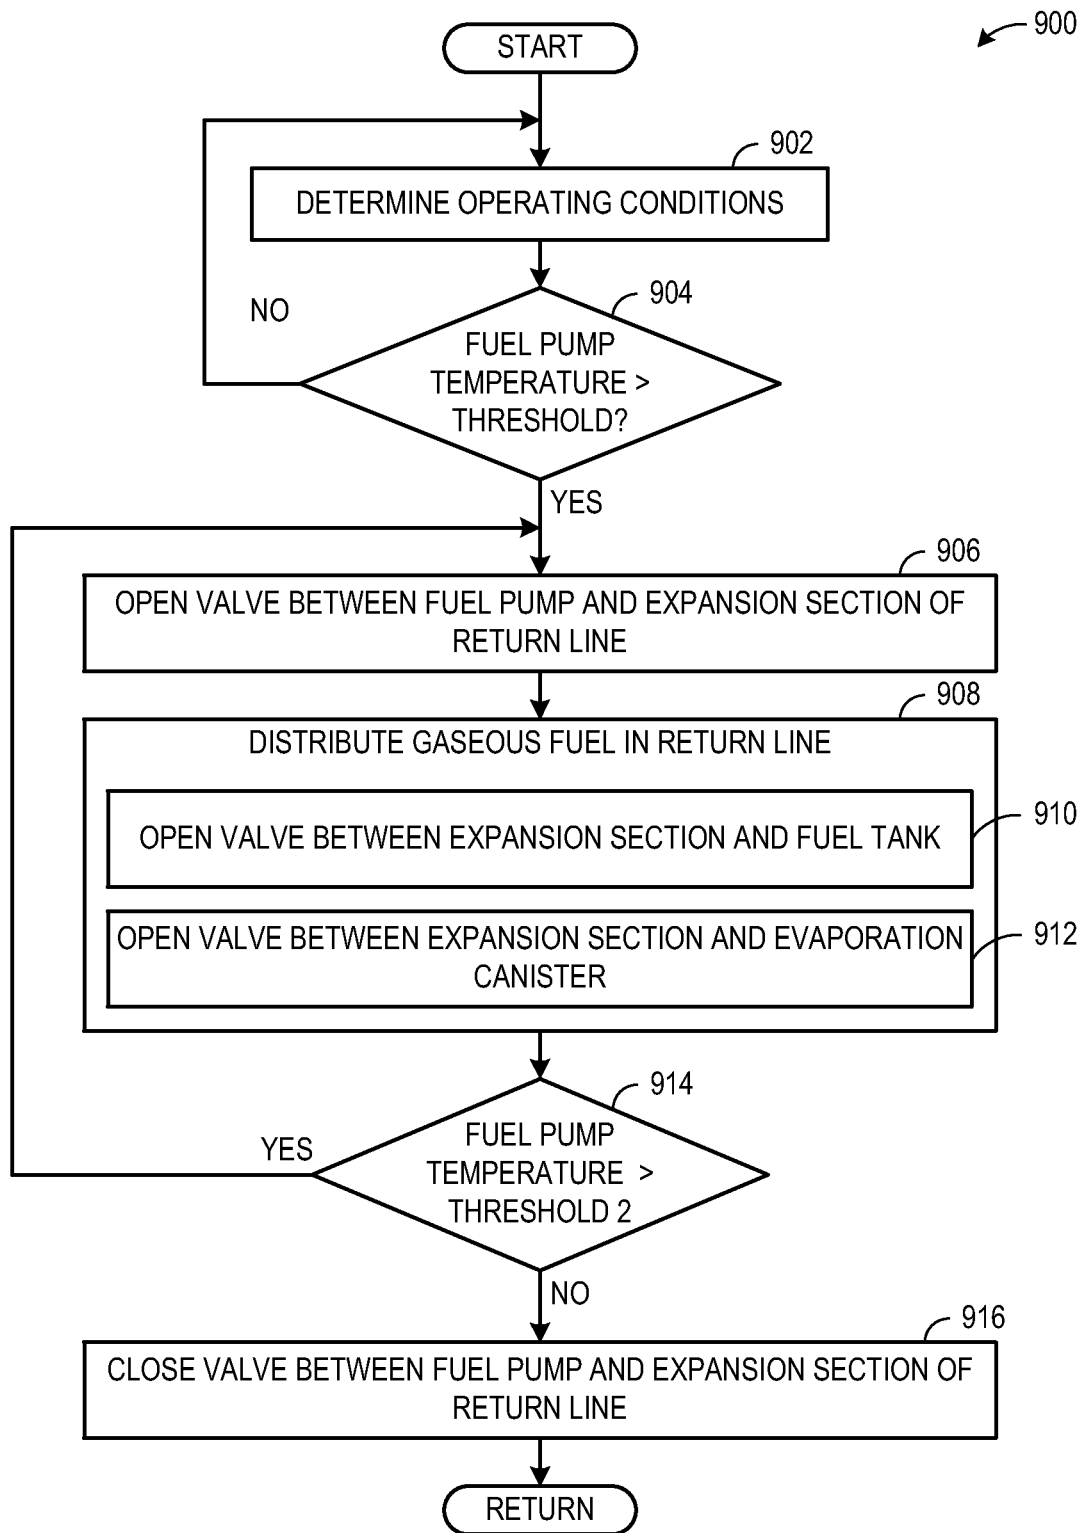 900
START
902
DETERMINE OPERATING CONDITIONS
904
NO
FUEL PUMP
TEMPERATURE >
THRESHOLD?
YES
906
OPEN VALVE BETWEEN FUEL PUMP AND EXPANSION SECTION OF
RETURN LINE
908
DISTRIBUTE GASEOUS FUEL IN RETURN LINE
910
OPEN VALVE BETWEEN EXPANSION SECTION AND FUEL TANK
912
OPEN VALVE BETWEEN EXPANSION SECTION AND EVAPORATION
CANISTER
914
YES
FUEL PUMP
TEMPERATURE >
THRESHOLD 2
NO
916
CLOSE VALVE BETWEEN FUEL PUMP AND EXPANSION SECTION OF
RETURN LINE
RETURN